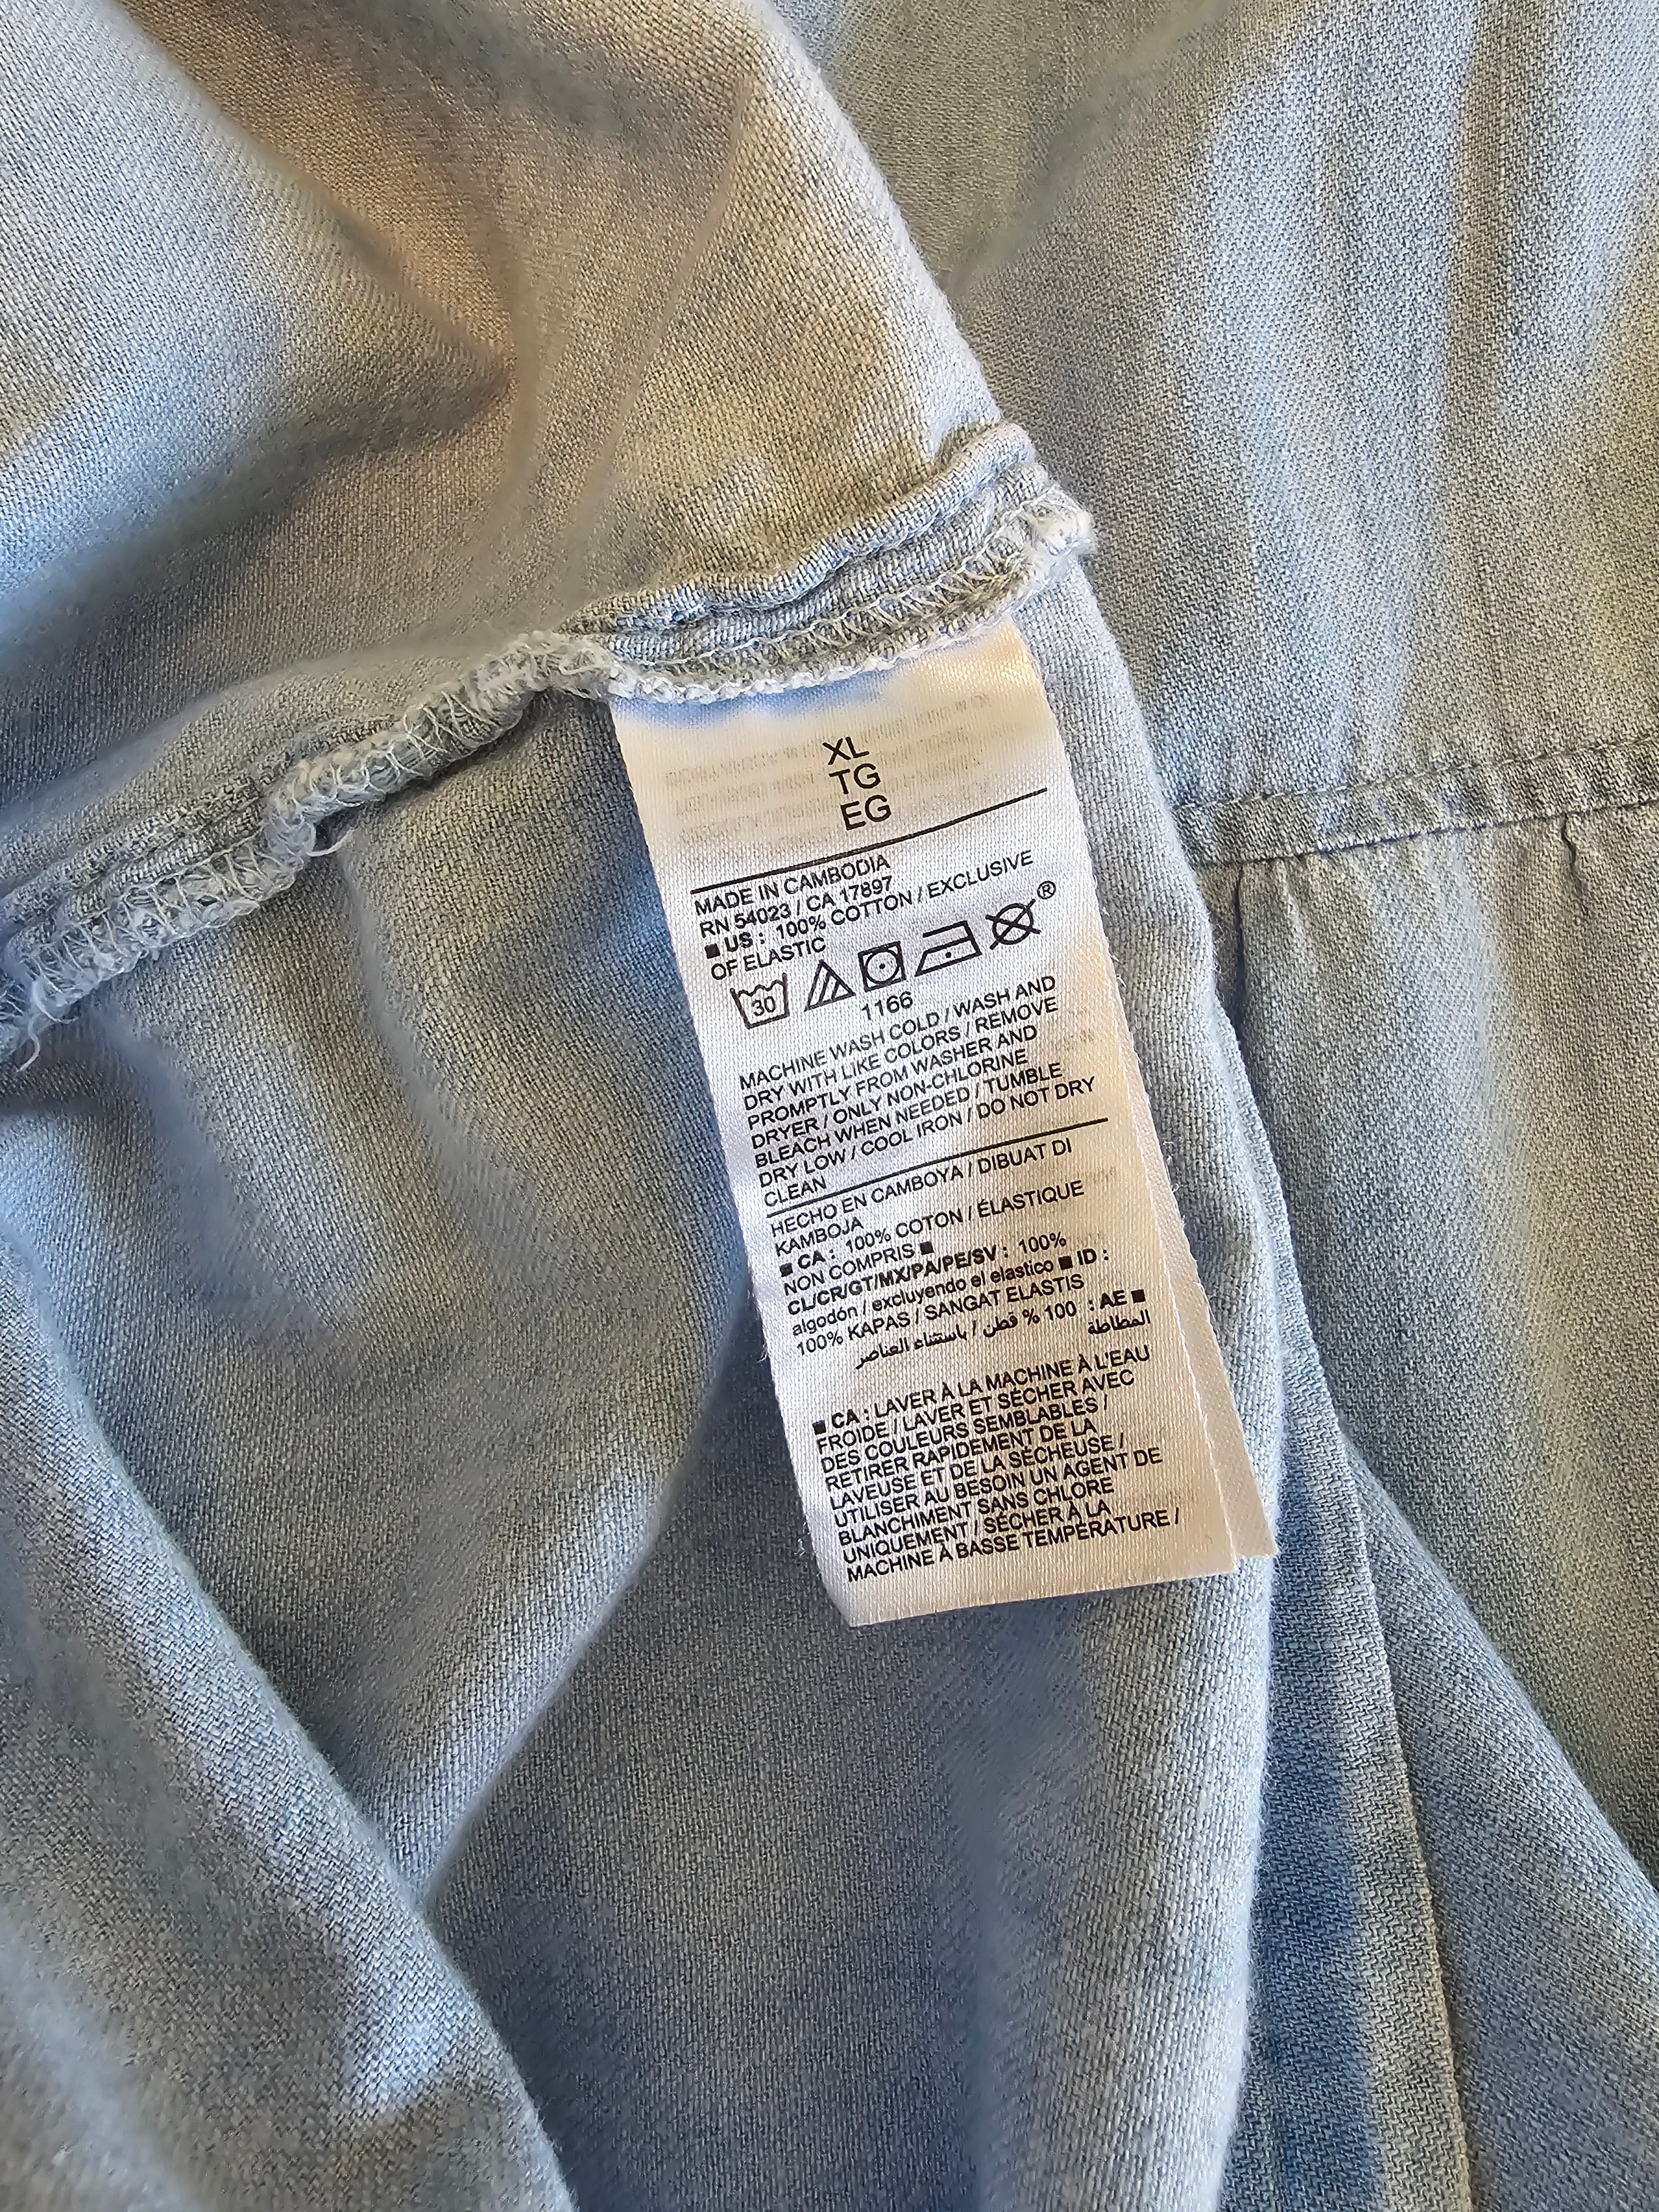 XL
TG
EG
MADE IN CAMBODIA
RN 54023 / CA 17897
■ US : 100% COTTON / EXCLUSIVE
OF ELASTIC
30
®
1166
MACHINE WASH COLD / WASH AND
DRY WITH LIKE COLORS / REMOVE
PROMPTLY FROM WASHER AND
DRYER / ONLY NON-CHLORINE
BLEACH WHEN NEEDED / TUMBLE
DRY LOW / COOL IRON / DO NOT DRY
CLEAN
HECHO EN CAMBOYA / DIBUAT DI
KAMBOJA
■ CA : 100% COTON / ÉLASTIQUE
NON COMPRIS ■
CL/CR/GT/MX/PA/PE/SV : 100%
algodón / excluyendo el elastico ■ ID :
100% KAPAS / SANGAT ELASTIS
■ AE : 100 % قطن / باستثناء العناصر
المطاطة
■ CA : LAVER À LA MACHINE À L'EAU
FROIDE / LAVER ET SÉCHER AVEC
DES COULEURS SEMBLABLES /
RETIRER RAPIDEMENT DE LA
LAVEUSE ET DE LA SÉCHEUSE /
UTILISER AU BESOIN UN AGENT DE
BLANCHIMENT SANS CHLORE
UNIQUEMENT / SÉCHER À LA
MACHINE À BASSE TEMPÉRATURE /